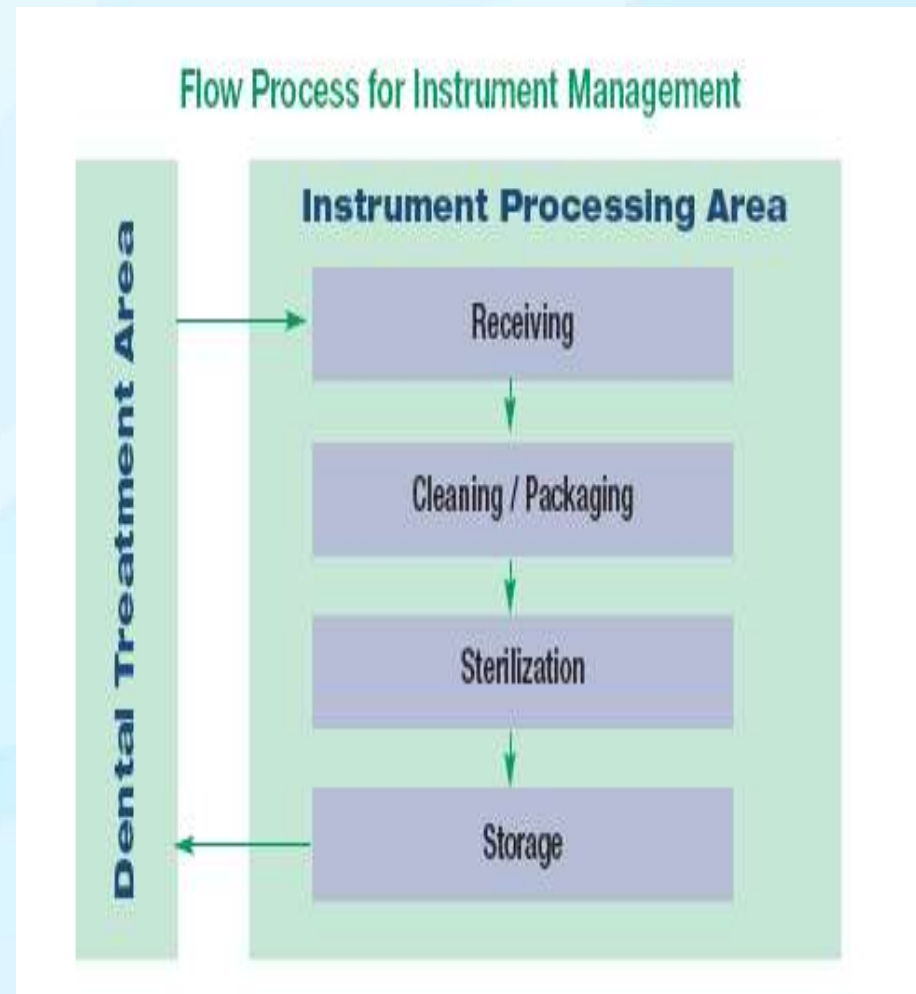 Flow Process for Instrument Management
Dental Treatment Area
Instrument Processing Area
Receiving
Cleaning / Packaging
Sterilization
Storage